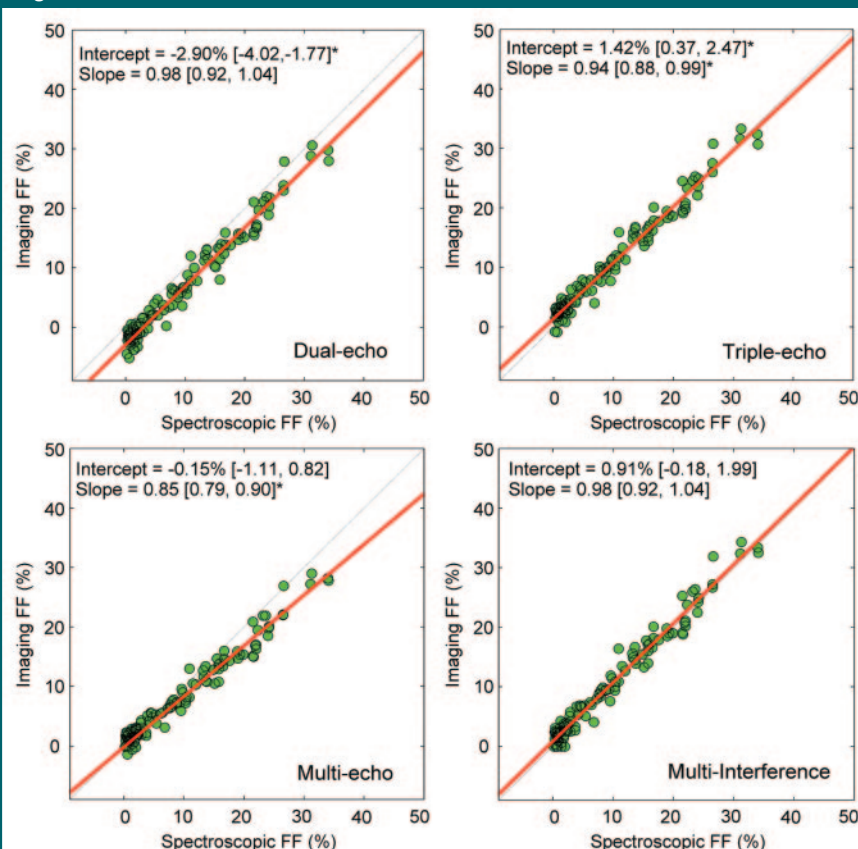 50
40
30
20
10
0
Intercept = -2.90% [-4.02,-1.77]*
Slope = 0.98 [0.92, 1.04]
Dual-echo
Imaging FF (%)
0 10 20 30 40 50
Spectroscopic FF (%)
50
40
30
20
10
0
Intercept = 1.42% [0.37, 2.47]*
Slope = 0.94 [0.88, 0.99]*
Triple-echo
Imaging FF (%)
0 10 20 30 40 50
Spectroscopic FF (%)
50
40
30
20
10
0
Intercept = -0.15% [-1.11, 0.82]
Slope = 0.85 [0.79, 0.90]*
Multi-echo
Imaging FF (%)
0 10 20 30 40 50
Spectroscopic FF (%)
50
40
30
20
10
0
Intercept = 0.91% [-0.18, 1.99]
Slope = 0.98 [0.92, 1.04]
Multi-Interference
Imaging FF (%)
0 10 20 30 40 50
Spectroscopic FF (%)